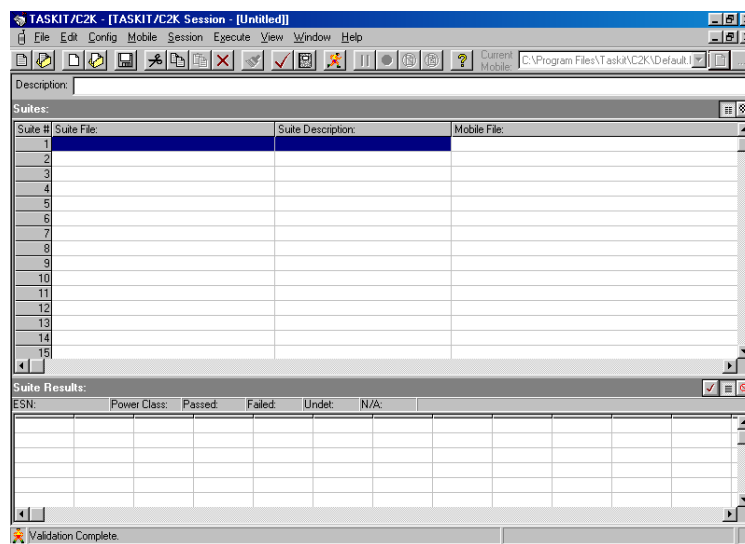 TASKIT/C2K - [TASKIT/C2K Session - [Untitled]]
File Edit Config Mobile Session Execute View Window Help
Current Mobile: C:\Program Files\Taskit\C2K\Default.
Description:
Suites:
Suite # Suite File: Suite Description: Mobile File:
1
2
3
4
5
6
7
8
9
10
11
12
13
14
15
Suite Results:
ESN: Power Class: Passed: Failed: Undet: N/A:
Validation Complete.